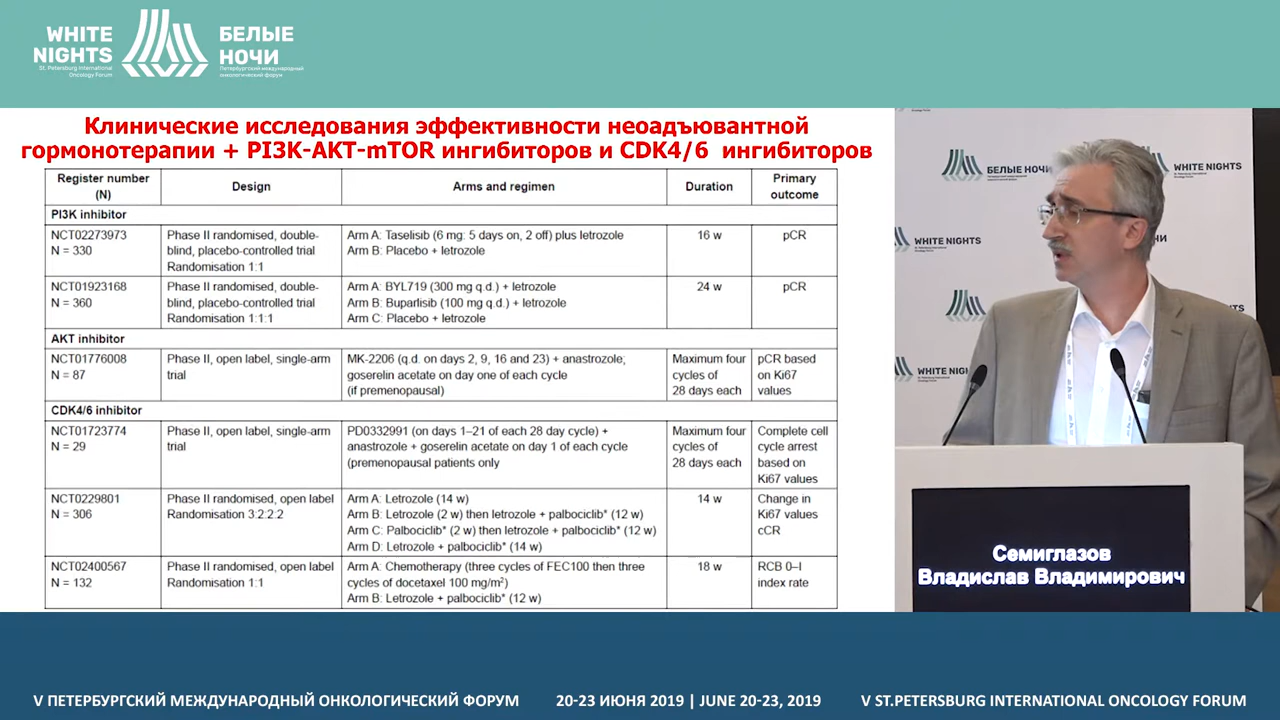 WHITE
NIGHTS
St. Petersburg International
Oncology Forum
БЕЛЫЕ
НОЧИ
Петербургский международный
онкологический форум
Клинические исследования эффективности неоадъювантной
гормонотерапии + PI3K-AKT-mTOR ингибиторов и CDK4/6 ингибиторов
Register number
(N)
Design
Arms and regimen
Duration
Primary
outcome
PI3K inhibitor
NCT02273973
N = 330
Phase II randomised, double-
blind, placebo-controlled trial
Randomisation 1:1
Arm A: Taselisib (6 mg: 5 days on, 2 off) plus letrozole
Arm B: Placebo + letrozole
16 w
pCR
NCT01923168
N = 360
Phase II randomised, double-
blind, placebo-controlled trial
Randomisation 1:1:1
Arm A: BYL719 (300 mg q.d.) + letrozole
Arm B: Buparlisib (100 mg q.d.) + letrozole
Arm C: Placebo + letrozole
24 w
pCR
AKT inhibitor
NCT01776008
N = 87
Phase II, open label, single-arm
trial
MK-2206 (q.d. on days 2, 9, 16 and 23) + anastrozole;
goserelin acetate on day one of each cycle
(if premenopausal)
Maximum four
cycles of
28 days each
pCR based
on Ki67
values
CDK4/6 inhibitor
NCT01723774
N = 29
Phase II, open label, single-arm
trial
PD0332991 (on days 1–21 of each 28 day cycle) +
anastrozole + goserelin acetate on day 1 of each cycle
(premenopausal patients only
Maximum four
cycles of
28 days each
Complete cell
cycle arrest
based on
Ki67 values
NCT0229801
N = 306
Phase II randomised, open label
Randomisation 3:2:2:2
Arm A: Letrozole (14 w)
Arm B: Letrozole (2 w) then letrozole + palbociclib* (12 w)
Arm C: Palbociclib* (2 w) then letrozole + palbociclib* (12 w)
Arm D: Letrozole + palbociclib* (14 w)
14 w
Change in
Ki67 values
cCR
NCT02400567
N = 132
Phase II randomised, open label
Randomisation 1:1
Arm A: Chemotherapy (three cycles of FEC100 then three
cycles of docetaxel 100 mg/m²)
Arm B: Letrozole + palbociclib* (12 w)
18 w
RCB 0–I
index rate
БЕЛЫЕ НОЧИ
WHITE NIGHTS
WHITE NIGHTS
WHITE NIGH
Семиглазов
Владислав Владимирович
V ПЕТЕРБУРГСКИЙ МЕЖДУНАРОДНЫЙ ОНКОЛОГИЧЕСКИЙ ФОРУМ
20-23 ИЮНЯ 2019 | JUNE 20-23, 2019
V ST.PETERSBURG INTERNATIONAL ONCOLOGY FORUM